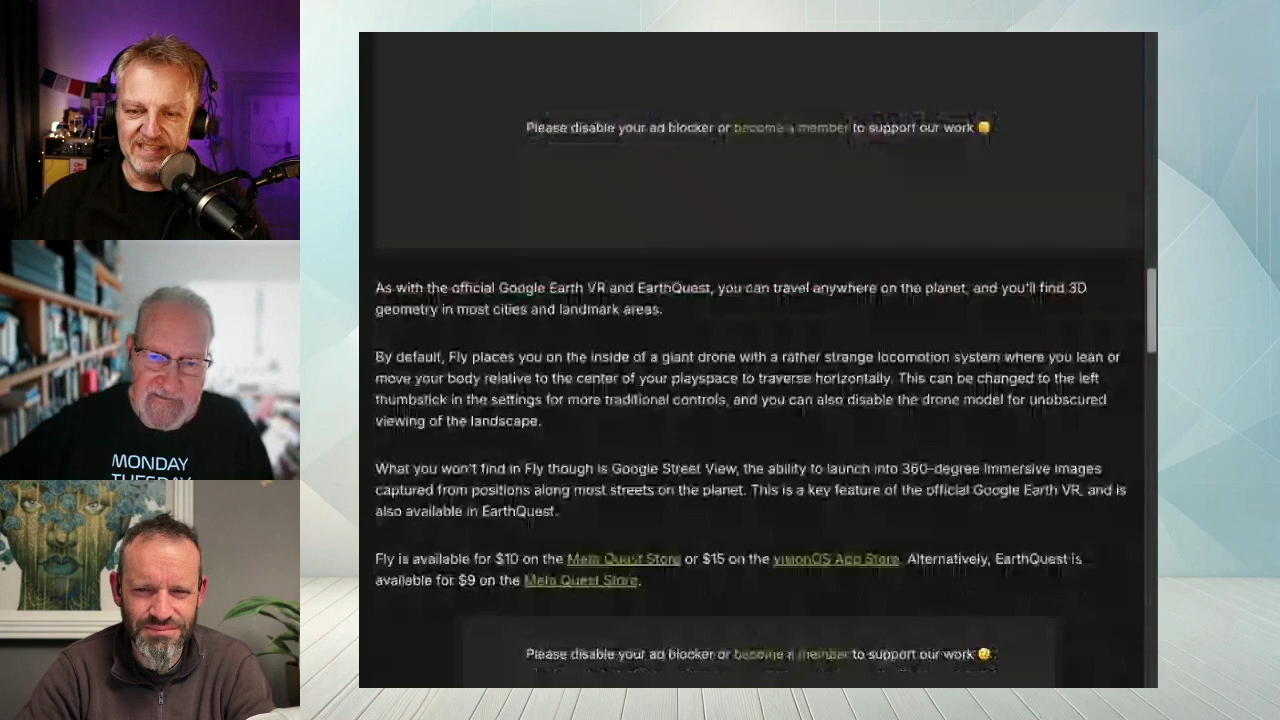 Please disable your ad blocker or become a member to support our work
As with the official Google Earth VR and EarthQuest, you can travel anywhere on the planet, and you'll find 3D
geometry in most cities and landmark areas.
By default, Fly places you on the inside of a giant drone with a rather strange locomotion system where you lean or
move your body relative to the center of your playspace to traverse horizontally. This can be changed to the left
thumbstick in the settings for more traditional controls, and you can also disable the drone model for unobscured
viewing of the landscape.
What you won't find in Fly though is Google Street View, the ability to launch into 360-degree immersive images
captured from positions along most streets on the planet. This is a key feature of the official Google Earth VR, and is
also available in EarthQuest.
Fly is available for $10 on the Meta Quest Store or $15 on the visionOS App Store. Alternatively, EarthQuest is
available for $9 on the Meta Quest Store.
Please disable your ad blocker or become a member to support our work
MONDAY
TUESDAY